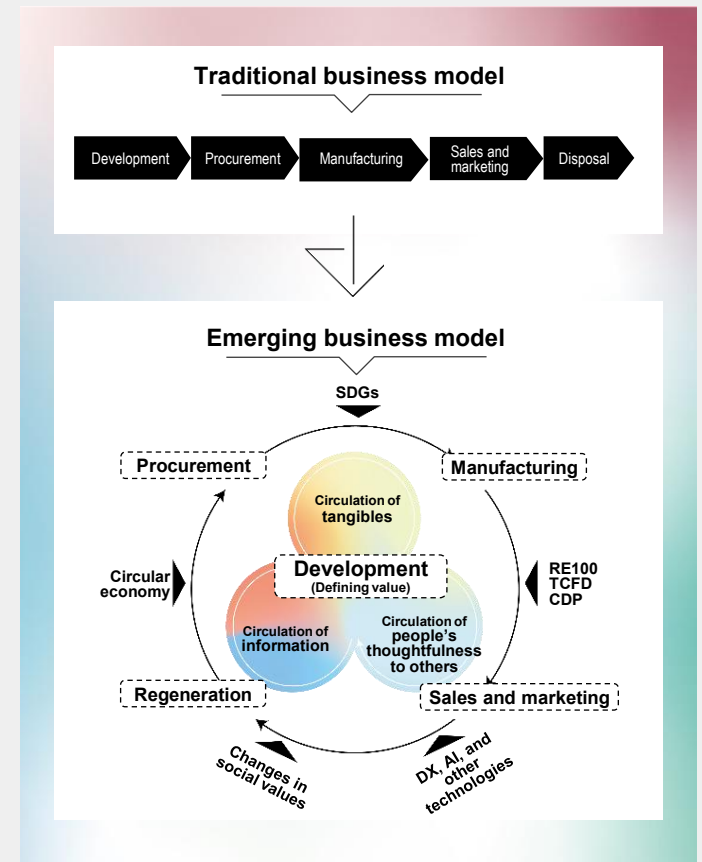 Traditional business model
Development
Procurement
Manufacturing
Sales and
marketing
Disposal
Emerging business model
SDGs
Procurement
Manufacturing
Circulation of
tangibles
Development
(Defining value)
Circular
economy
RE100
TCFD
CDP
Circulation of
information
Circulation of
people's
thoughtfulness
to others
Regeneration
Sales and marketing
Changes in
social values
DX, AI, and
other
technologies